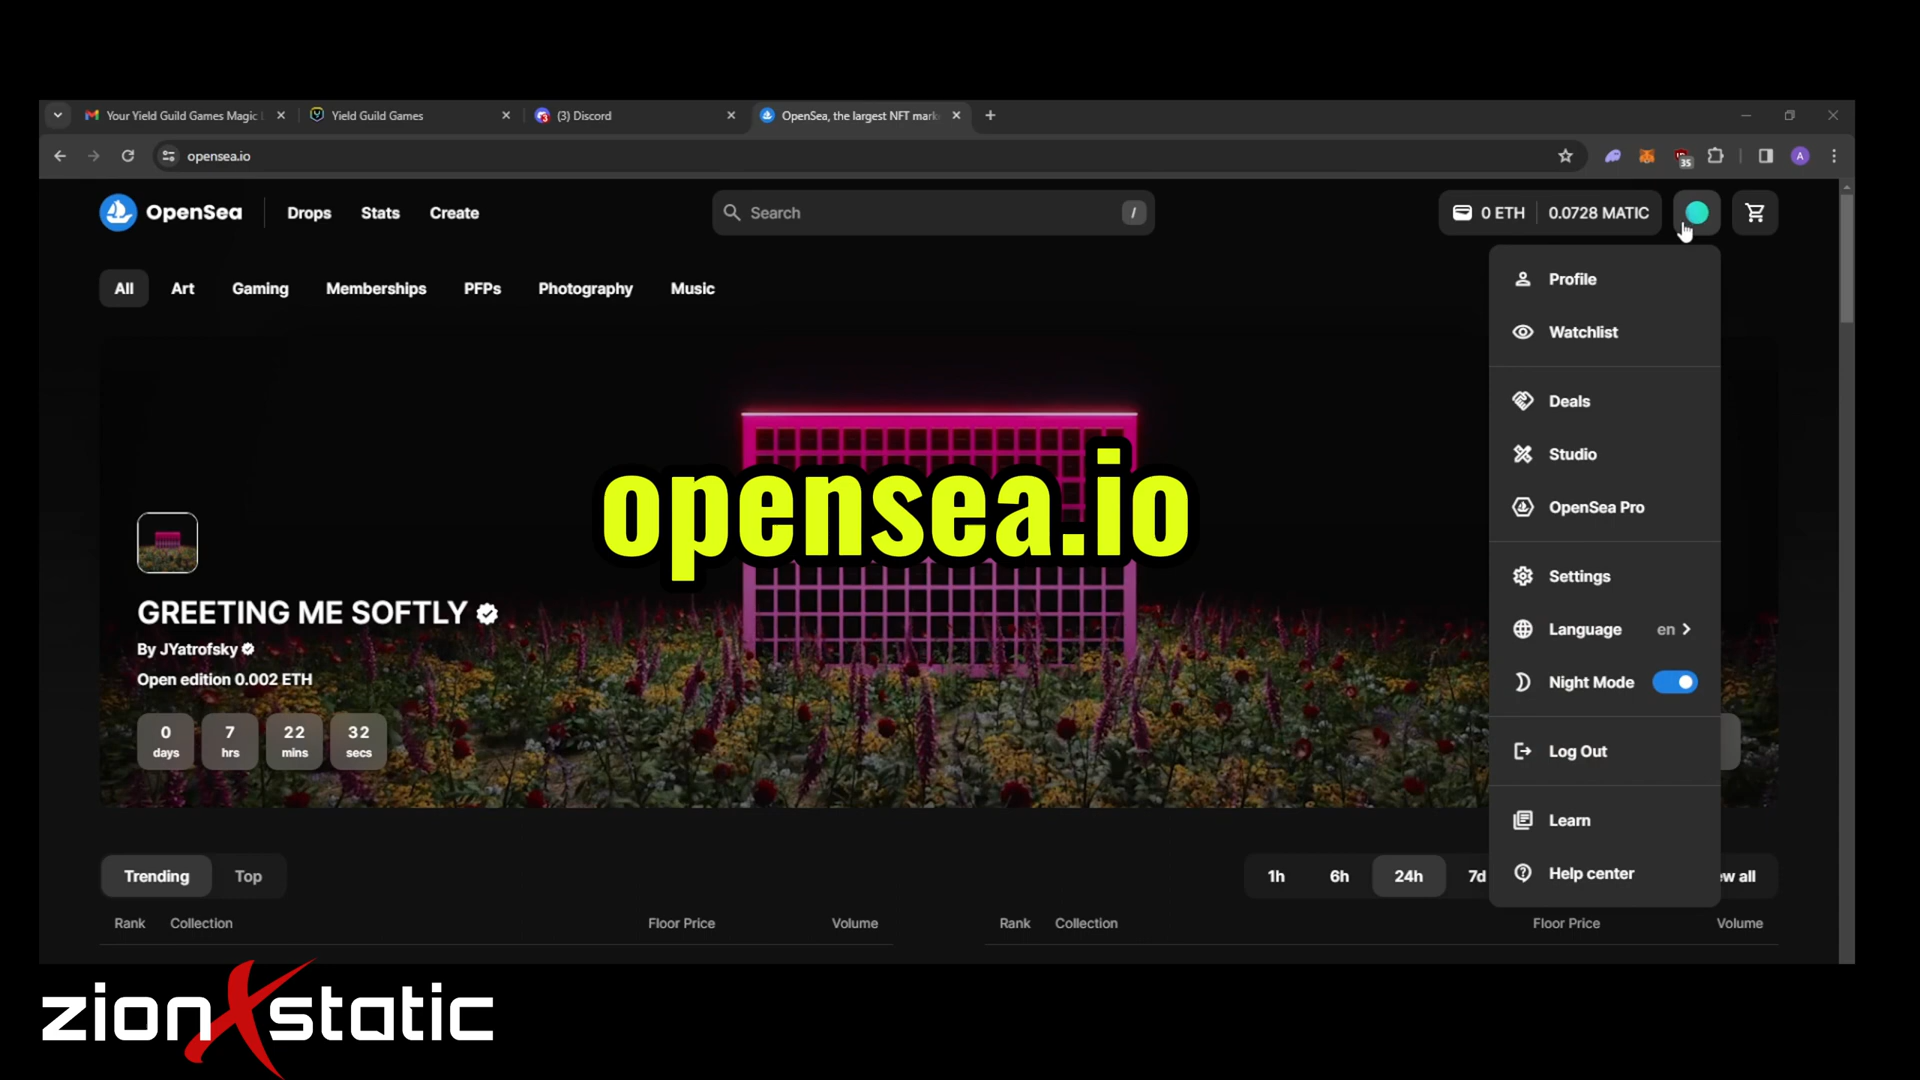 Your Yield Guild Games Magic
Yield Guild Games
(3) Discord
OpenSea, the largest NFT mark
opensea.io
35
A
OpenSea
Drops
Stats
Create
Search
/
0 ETH
0.0728 MATIC
All
Art
Gaming
Memberships
PFPs
Photography
Music
Profile
Watchlist
Deals
Studio
OpenSea Pro
Settings
Language
en
Night Mode
Log Out
Learn
Help center
opensea.io
GREETING ME SOFTLY
By JYatrofsky
Open edition 0.002 ETH
0 days
7 hrs
22 mins
32 secs
Trending
Top
1h
6h
24h
7d
ew all
Rank
Collection
Floor Price
Volume
Rank
Collection
Floor Price
Volume
zionXstatic